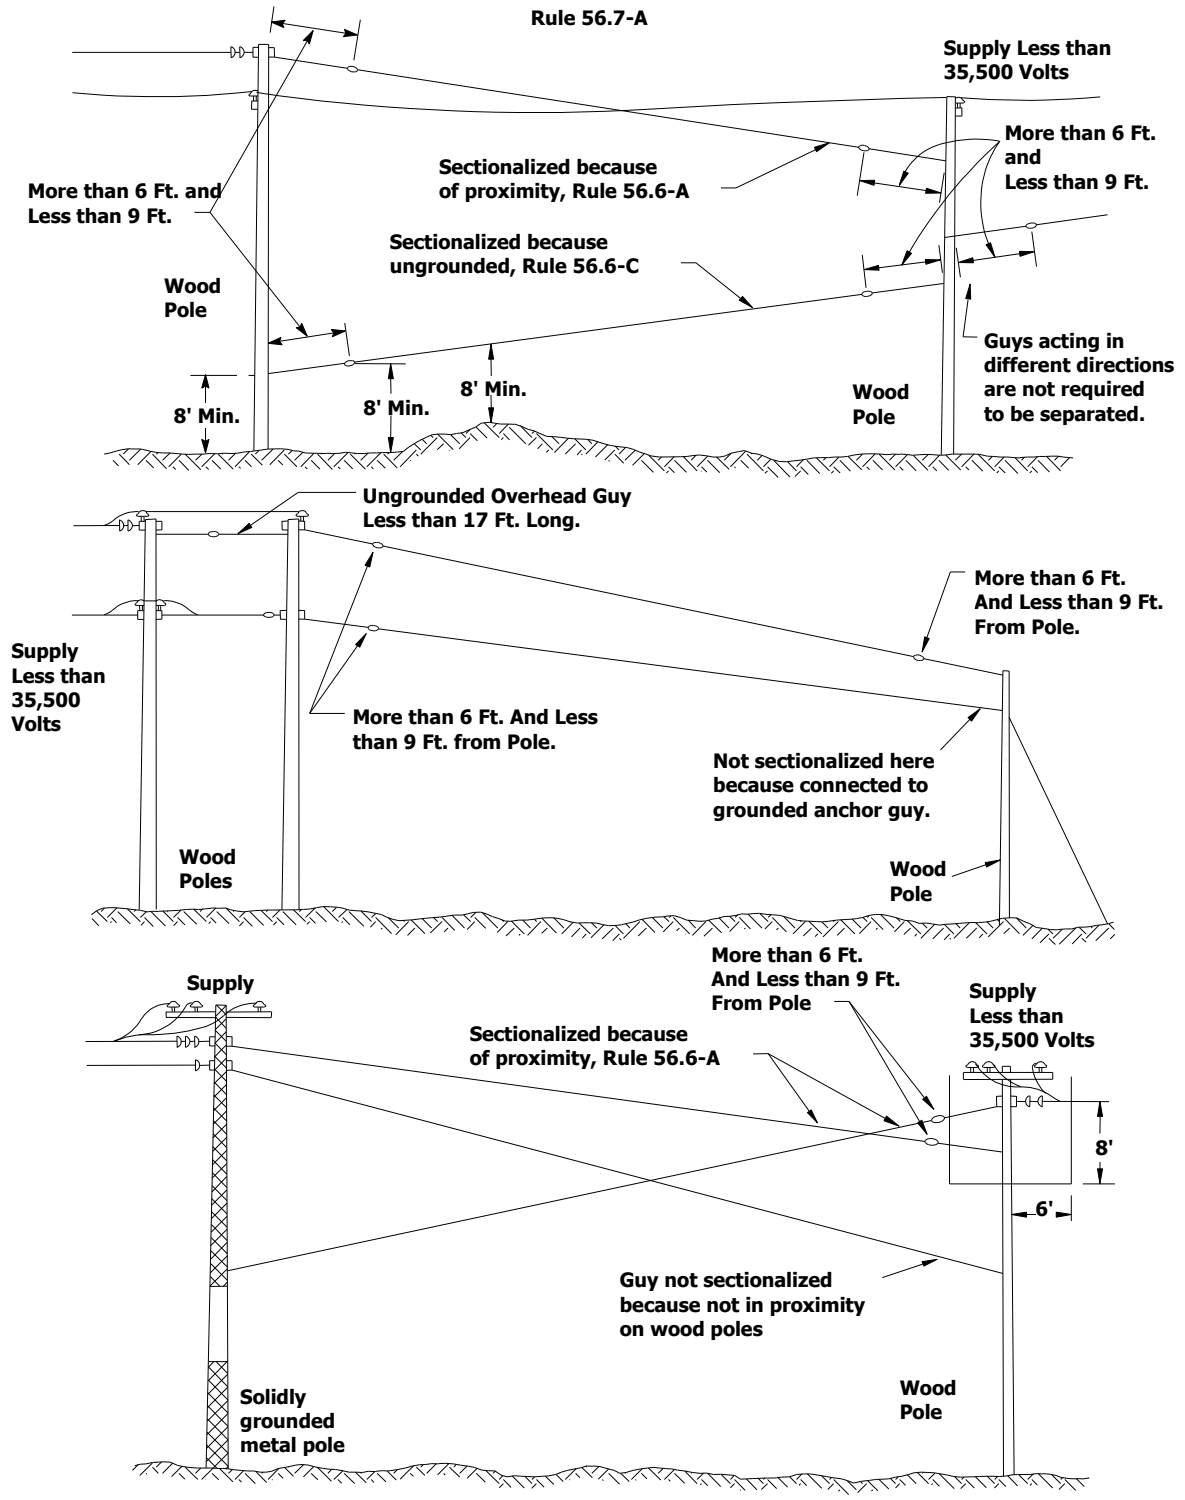 Rule 56.7-A
Supply Less than
35,500 Volts
More than 6 Ft.
and
Less than 9 Ft.
Sectionalized because
of proximity, Rule 56.6-A
More than 6 Ft. and
Less than 9 Ft.
Sectionalized because
ungrounded, Rule 56.6-C
Wood
Pole
Guys acting in
different directions
are not required
to be separated.
8' Min.
8' Min.
8' Min.
Wood
Pole
Ungrounded Overhead Guy
Less than 17 Ft. Long.
More than 6 Ft.
And Less than 9 Ft.
From Pole.
Supply
Less than
35,500
Volts
More than 6 Ft. And Less
than 9 Ft. from Pole.
Not sectionalized here
because connected to
grounded anchor guy.
Wood
Poles
Wood
Pole
More than 6 Ft.
And Less than 9 Ft.
From Pole
Supply
Supply
Less than
35,500 Volts
Sectionalized because
of proximity, Rule 56.6-A
8'
6'
Guy not sectionalized
because not in proximity
on wood poles
Solidly
grounded
metal pole
Wood
Pole